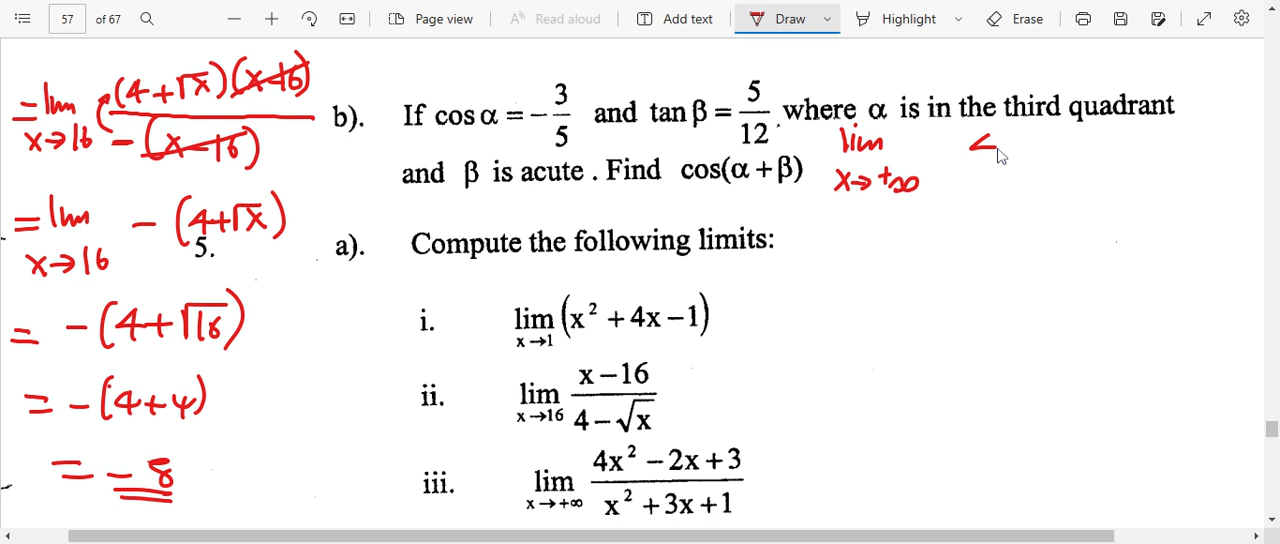 57 of 67 Page view Read aloud Add text Draw Highlight Erase
= lim (4+√x)(x-16)
x→16 -(x-16)
= lim -(4+√x)
x→16
= -(4+√16)
= -(4+4)
= -8
b). If cos α = -3/5 and tan β = 5/12 where α is in the third quadrant
and β is acute. Find cos(α+β)
lim
x→+∞
5. a). Compute the following limits:
i. lim (x² + 4x − 1)
x→1
ii. lim x−16
x→16 4−√x
iii. lim 4x² − 2x + 3
x→+∞ x² + 3x + 1